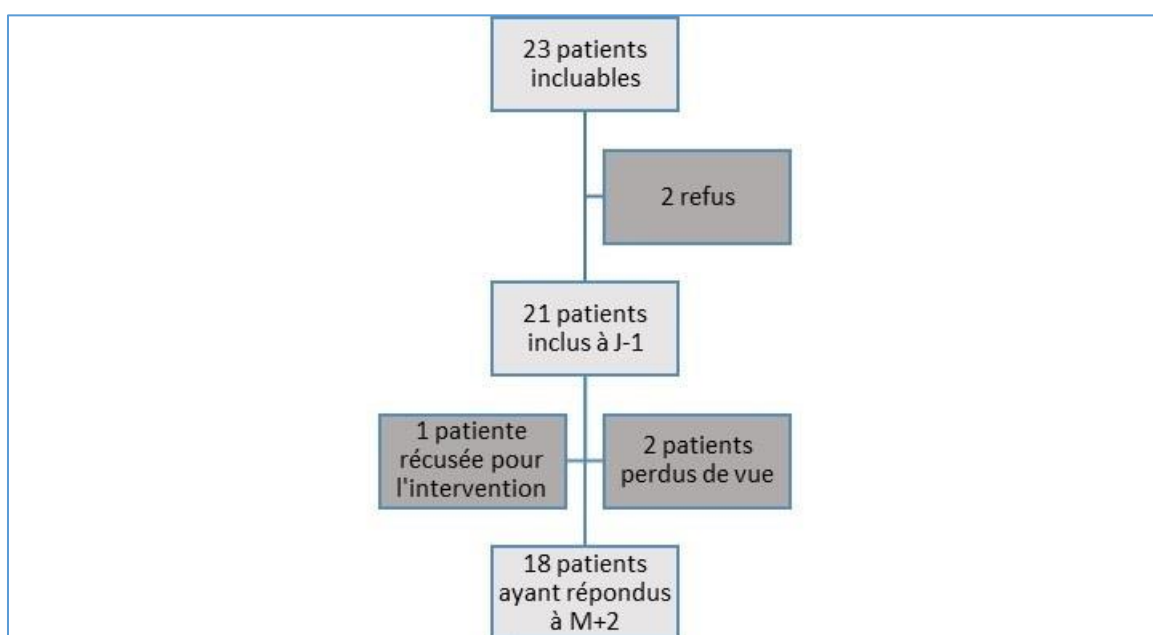 23 patients
incluables
2 refus
21 patients
inclus à J-1
1 patiente
récusée pour
l'intervention
2 patients
perdus de vue
18 patients
ayant répondus
à M+2